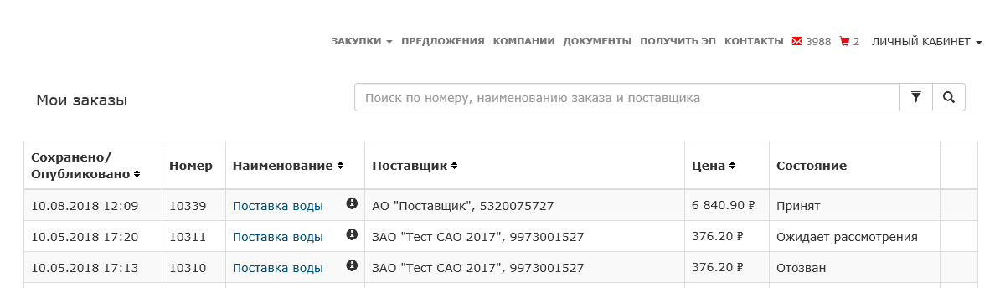 ЗАКУПКИ ПРЕДЛОЖЕНИЯ КОМПАНИИ ДОКУМЕНТЫ ПОЛУЧИТЬ ЭП КОНТАКТЫ 3988 2 ЛИЧНЫЙ КАБИНЕТ
Мои заказы Поиск по номеру, наименованию заказа и поставщика
Сохранено/
Опубликовано Номер Наименование Поставщик Цена Состояние
10.08.2018 12:09 10339 Поставка воды АО "Поставщик", 5320075727 6 840.90 ₽ Принят
10.05.2018 17:20 10311 Поставка воды ЗАО "Тест САО 2017", 9973001527 376.20 ₽ Ожидает рассмотрения
10.05.2018 17:13 10310 Поставка воды ЗАО "Тест САО 2017", 9973001527 376.20 ₽ Отозван